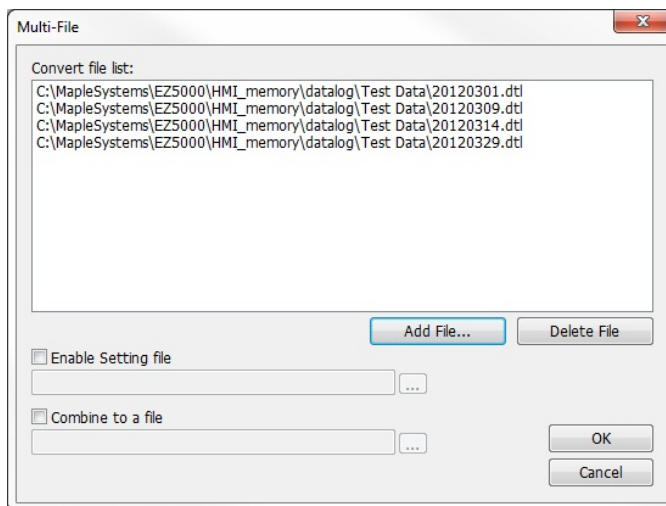 Multi-File
Convert file list:
C:\MapleSystems\EZ5000\HMI_memory\datalog\Test Data\20120301.dtl
C:\MapleSystems\EZ5000\HMI_memory\datalog\Test Data\20120309.dtl
C:\MapleSystems\EZ5000\HMI_memory\datalog\Test Data\20120314.dtl
C:\MapleSystems\EZ5000\HMI_memory\datalog\Test Data\20120329.dtl
Add File... Delete File
Enable Setting file
...
Combine to a file
...
OK
Cancel